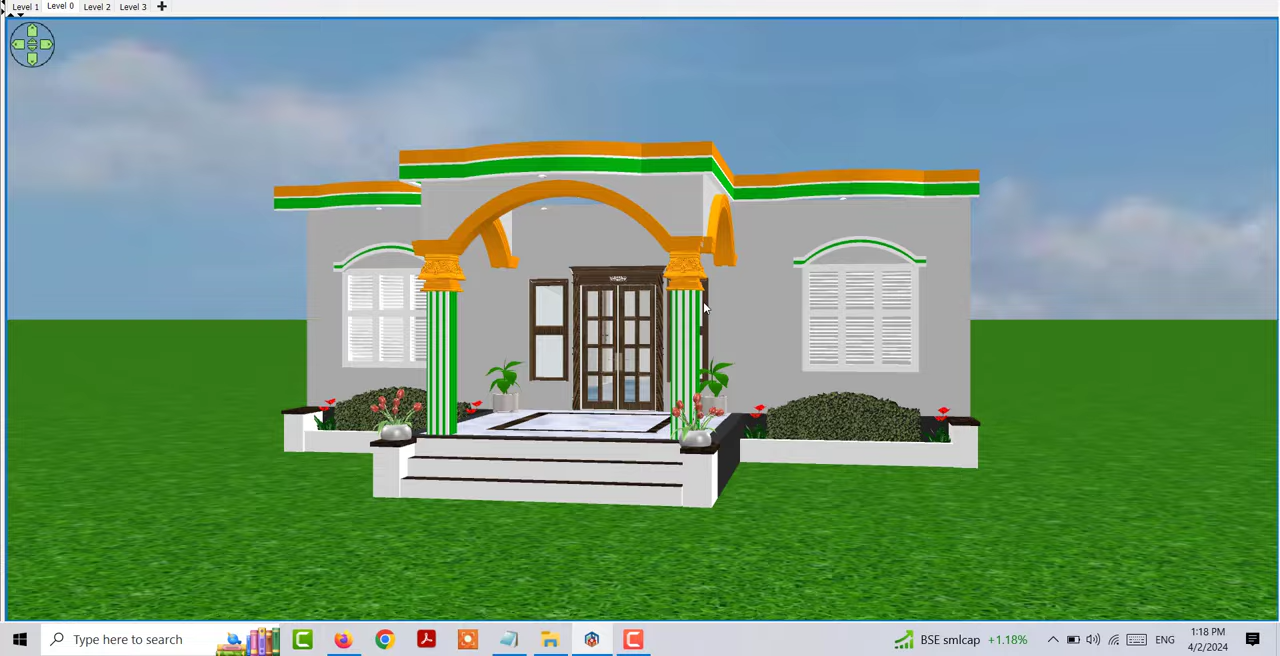 Level 1 Level 0 Level 2 Level 3
Type here to search
BSE smlcap +1.18%
ENG
1:18 PM
4/2/2024